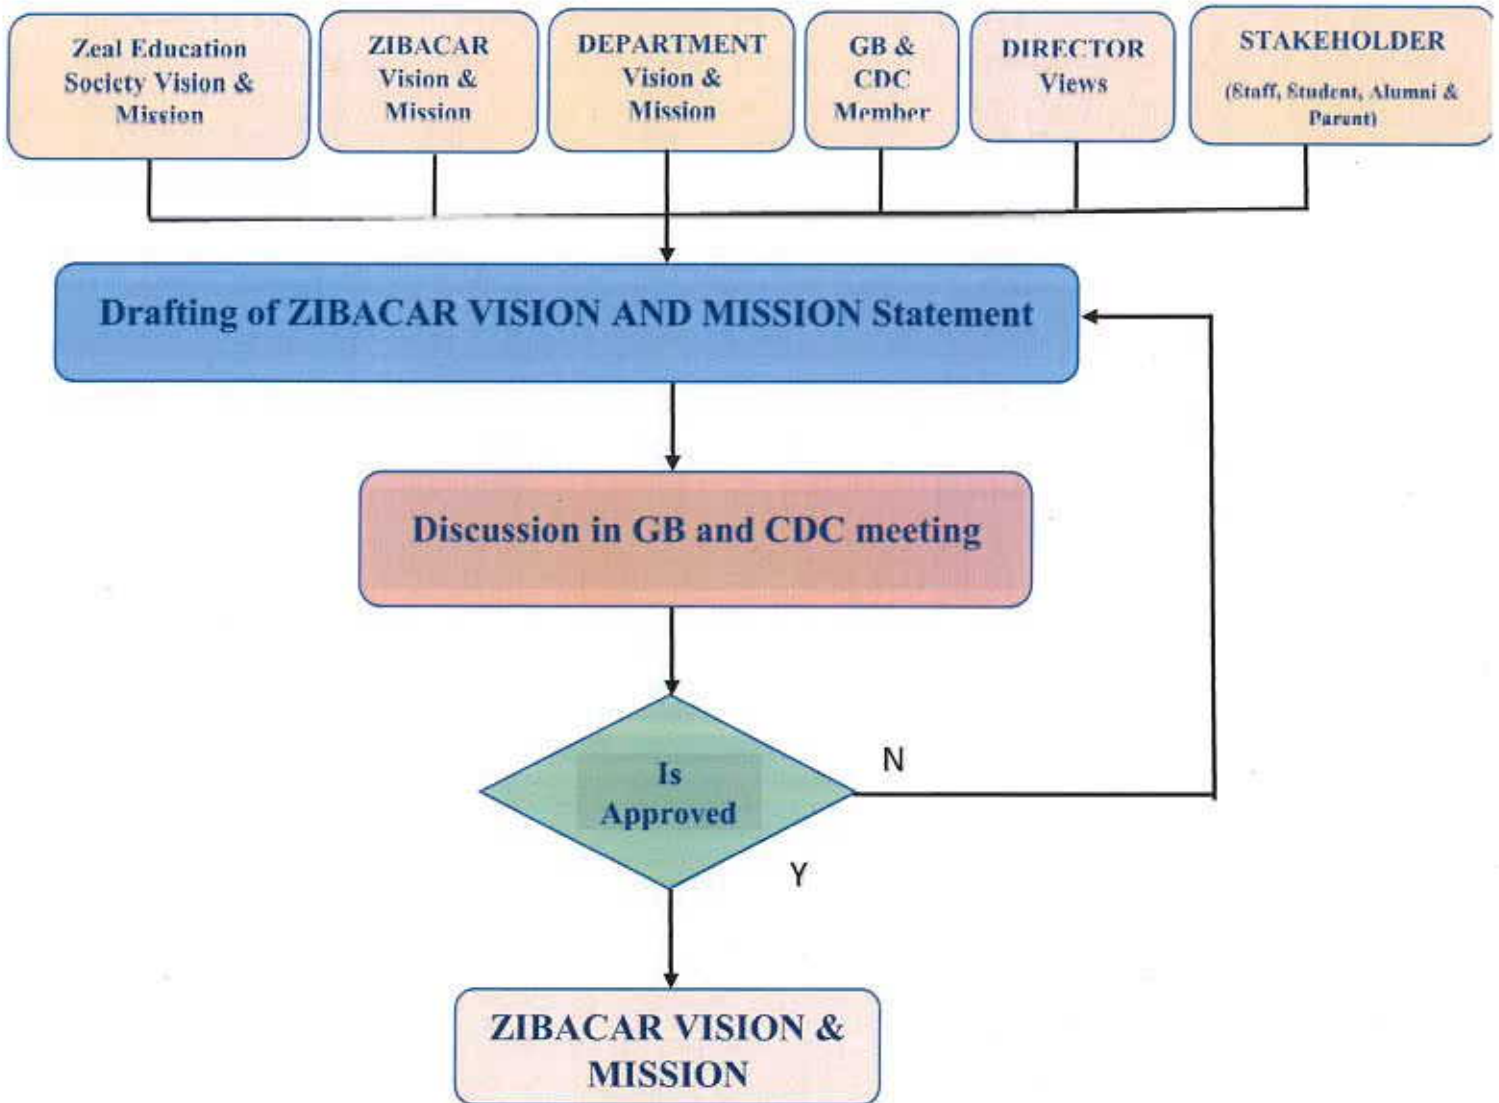 Zeal Education
Society Vision &
Mission
ZIBACAR
Vision &
Mission
DEPARTMENT
Vision &
Mission
GB &
CDC
Member
DIRECTOR
Views
STAKEHOLDER
(Staff, Student, Alumni &
Parent)
Drafting of ZIBACAR VISION AND MISSION Statement
Discussion in GB and CDC meeting
Is
Approved
N
Y
ZIBACAR VISION &
MISSION